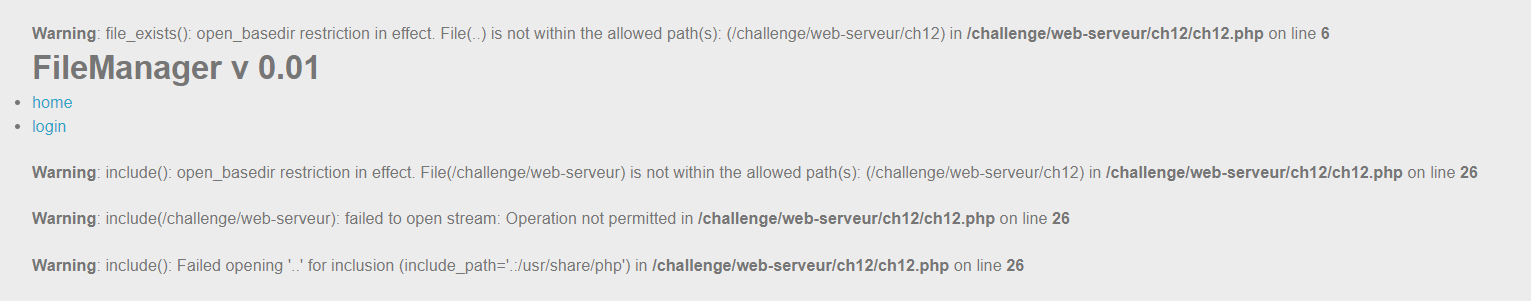 Warning: file_exists(): open_basedir restriction in effect. File(..) is not within the allowed path(s): (/challenge/web-serveur/ch12) in /challenge/web-serveur/ch12/ch12.php on line 6
FileManager v 0.01
home
login
Warning: include(): open_basedir restriction in effect. File(/challenge/web-serveur) is not within the allowed path(s): (/challenge/web-serveur/ch12) in /challenge/web-serveur/ch12/ch12.php on line 26
Warning: include(/challenge/web-serveur): failed to open stream: Operation not permitted in /challenge/web-serveur/ch12/ch12.php on line 26
Warning: include(): Failed opening '..' for inclusion (include_path='.:/usr/share/php') in /challenge/web-serveur/ch12/ch12.php on line 26